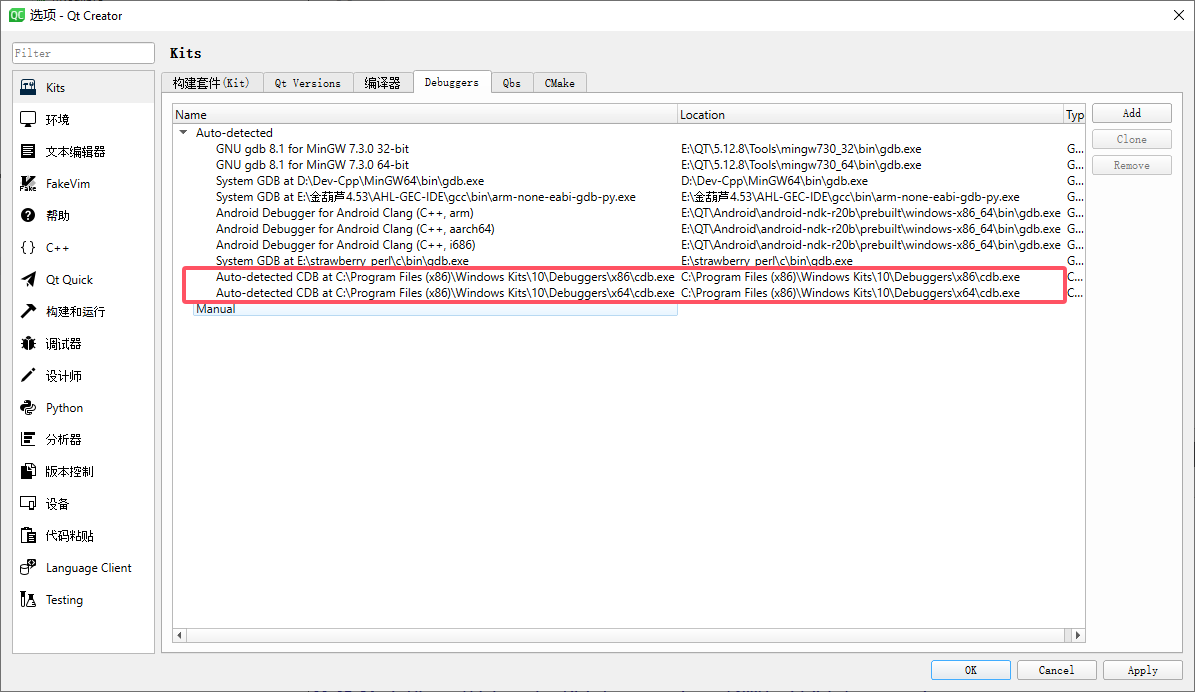 选项 - Qt Creator
Filter
Kits
环境
文本编辑器
FakeVim
帮助
C++
Qt Quick
构建和运行
调试器
设计师
Python
分析器
版本控制
设备
代码粘贴
Language Client
Testing
Kits
构建套件(Kit) Qt Versions 编译器 Debuggers Qbs CMake
Name Location Typ
Auto-detected
GNU gdb 8.1 for MinGW 7.3.0 32-bit E:\QT\5.12.8\Tools\mingw730_32\bin\gdb.exe G...
GNU gdb 8.1 for MinGW 7.3.0 64-bit E:\QT\5.12.8\Tools\mingw730_64\bin\gdb.exe G...
System GDB at D:\Dev-Cpp\MinGW64\bin\gdb.exe D:\Dev-Cpp\MinGW64\bin\gdb.exe G...
System GDB at E:\金葫芦4.53\AHL-GEC-IDE\gcc\bin\arm-none-eabi-gdb-py.exe E:\金葫芦4.53\AHL-GEC-IDE\gcc\bin\arm-none-eabi-gdb-py.exe G...
Android Debugger for Android Clang (C++, arm) E:\QT\Android\android-ndk-r20b\prebuilt\windows-x86_64\bin\gdb.exe G...
Android Debugger for Android Clang (C++, aarch64) E:\QT\Android\android-ndk-r20b\prebuilt\windows-x86_64\bin\gdb.exe G...
Android Debugger for Android Clang (C++, i686) E:\QT\Android\android-ndk-r20b\prebuilt\windows-x86_64\bin\gdb.exe G...
System GDB at E:\strawberry_perl\c\bin\gdb.exe E:\strawberry_perl\c\bin\gdb.exe G...
Auto-detected CDB at C:\Program Files (x86)\Windows Kits\10\Debuggers\x86\cdb.exe C:\Program Files (x86)\Windows Kits\10\Debuggers\x86\cdb.exe C...
Auto-detected CDB at C:\Program Files (x86)\Windows Kits\10\Debuggers\x64\cdb.exe C:\Program Files (x86)\Windows Kits\10\Debuggers\x64\cdb.exe C...
Manual
Add
Clone
Remove
OK Cancel Apply